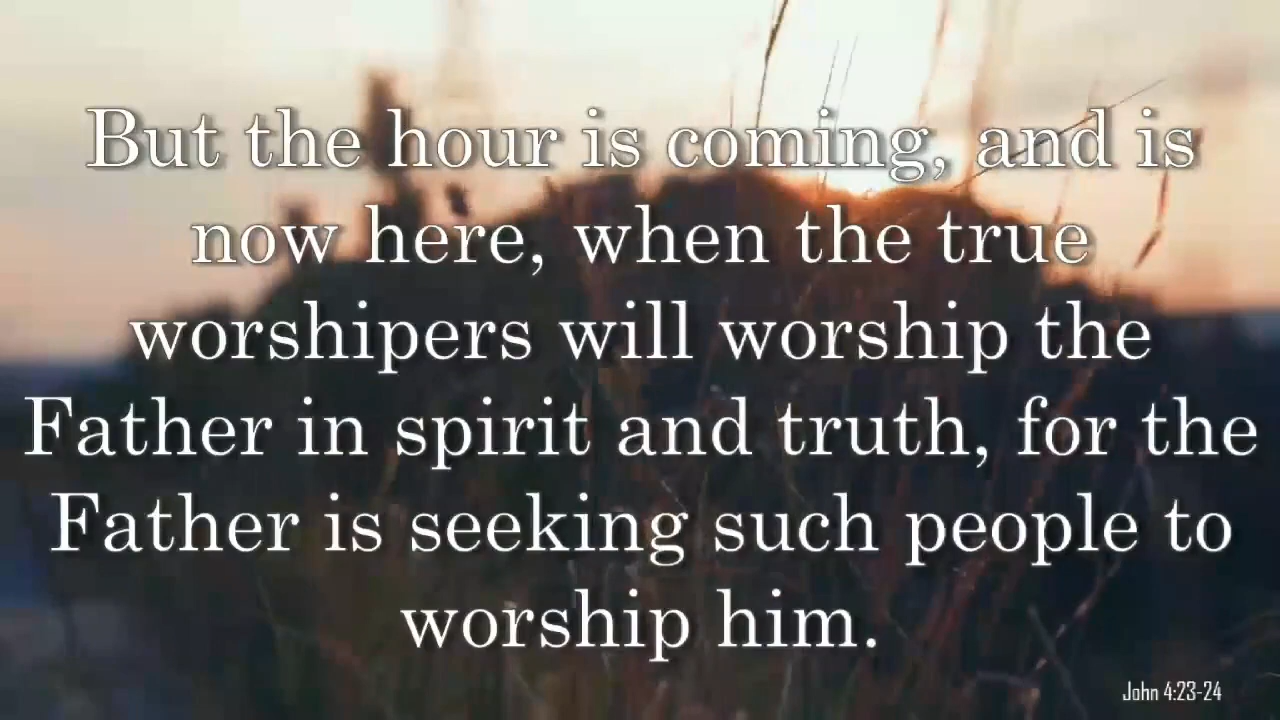 But the hour is coming, and is
now here, when the true
worshipers will worship the
Father in spirit and truth, for the
Father is seeking such people to
worship him.
John 4:23-24